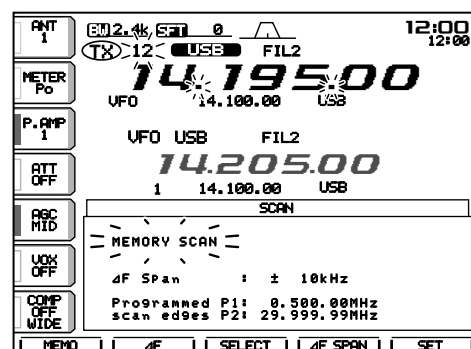 ANT
1
METER
Po
P.AMP
1
ATT
OFF
AGC
MID
VOX
OFF
COMP
OFF
WIDE
BW 2.4k SFT 0
12:00
12:00
TX 12 USB FIL2
14.195.00
VFO 14.100.00 USB
VFO USB FIL2
14.205.00
1 14.100.00 USB
SCAN
MEMORY SCAN
⊿F Span : ± 10kHz
Programmed P1: 0.500.00MHz
scan edges P2: 29.999.99MHz
MEMO ⊿F SELECT ⊿F SPAN SET